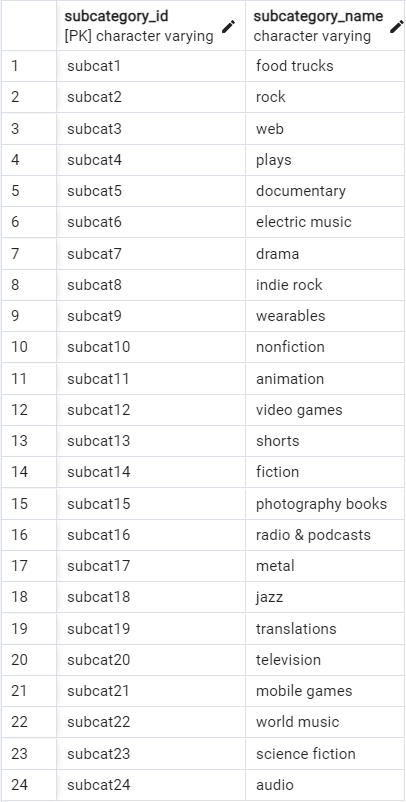 subcategory_id subcategory_name
[PK] character varying character varying
1 subcat1 food trucks
2 subcat2 rock
3 subcat3 web
4 subcat4 plays
5 subcat5 documentary
6 subcat6 electric music
7 subcat7 drama
8 subcat8 indie rock
9 subcat9 wearables
10 subcat10 nonfiction
11 subcat11 animation
12 subcat12 video games
13 subcat13 shorts
14 subcat14 fiction
15 subcat15 photography books
16 subcat16 radio & podcasts
17 subcat17 metal
18 subcat18 jazz
19 subcat19 translations
20 subcat20 television
21 subcat21 mobile games
22 subcat22 world music
23 subcat23 science fiction
24 subcat24 audio